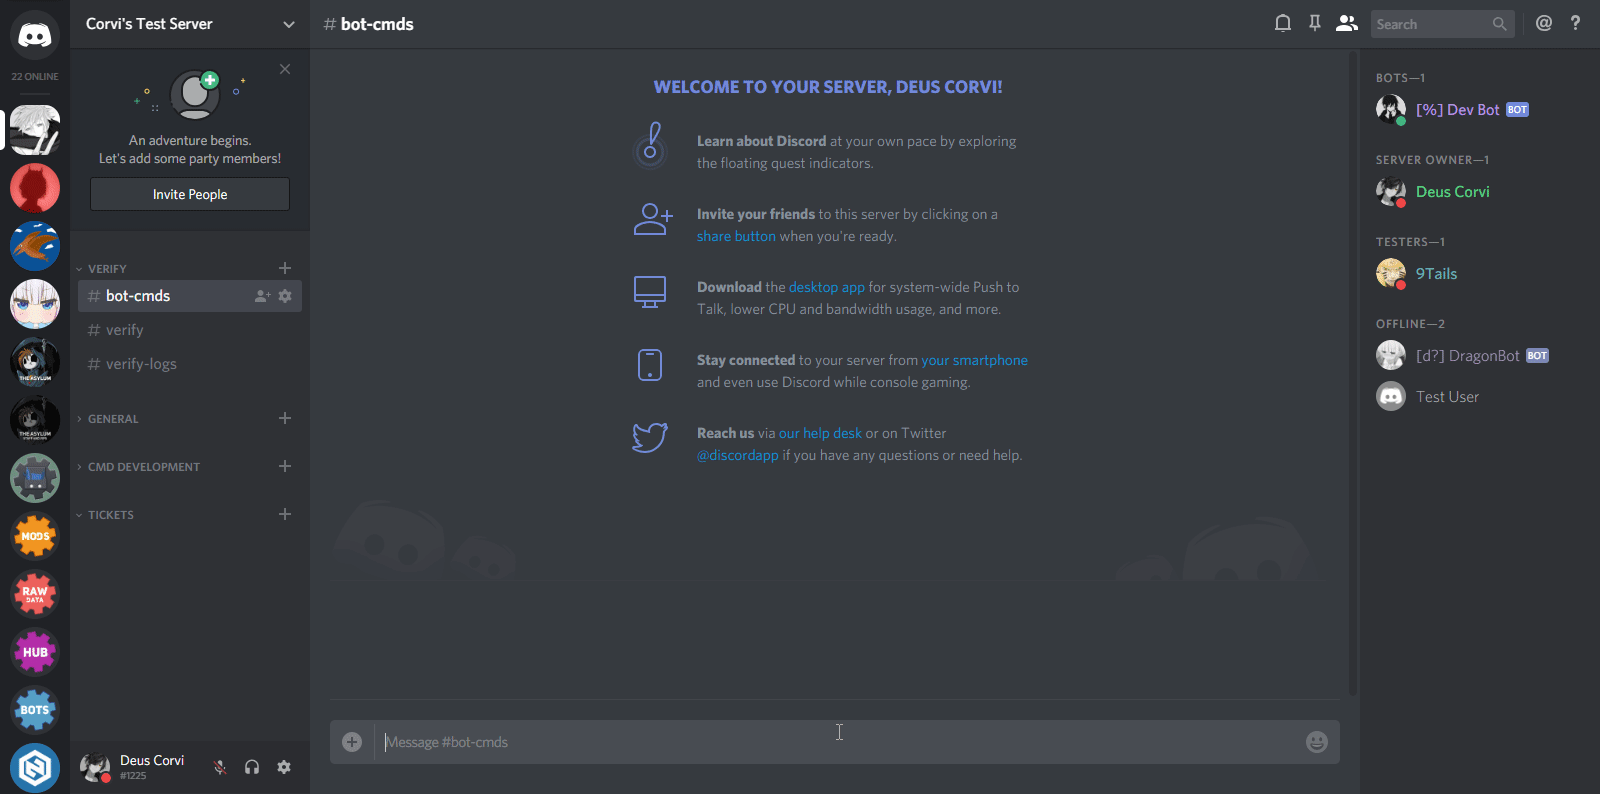 22 ONLINE
THE ASYLUM
THE ASYLUM
MODS
RAW
DATA
HUB
BOTS
Corvi's Test Server
An adventure begins.
Let's add some party members!
Invite People
VERIFY
# bot-cmds
# verify
# verify-logs
GENERAL
CMD DEVELOPMENT
TICKETS
Deus Corvi
#1225
# bot-cmds
Search
WELCOME TO YOUR SERVER, DEUS CORVI!
Learn about Discord at your own pace by exploring
the floating quest indicators.
Invite your friends to this server by clicking on a
share button when you're ready.
Download the desktop app for system-wide Push to
Talk, lower CPU and bandwidth usage, and more.
Stay connected to your server from your smartphone
and even use Discord while console gaming.
Reach us via our help desk or on Twitter
@discordapp if you have any questions or need help.
Message #bot-cmds
BOTS—1
[%] Dev Bot BOT
SERVER OWNER—1
Deus Corvi
TESTERS—1
9Tails
OFFLINE—2
[d?] DragonBot BOT
Test User